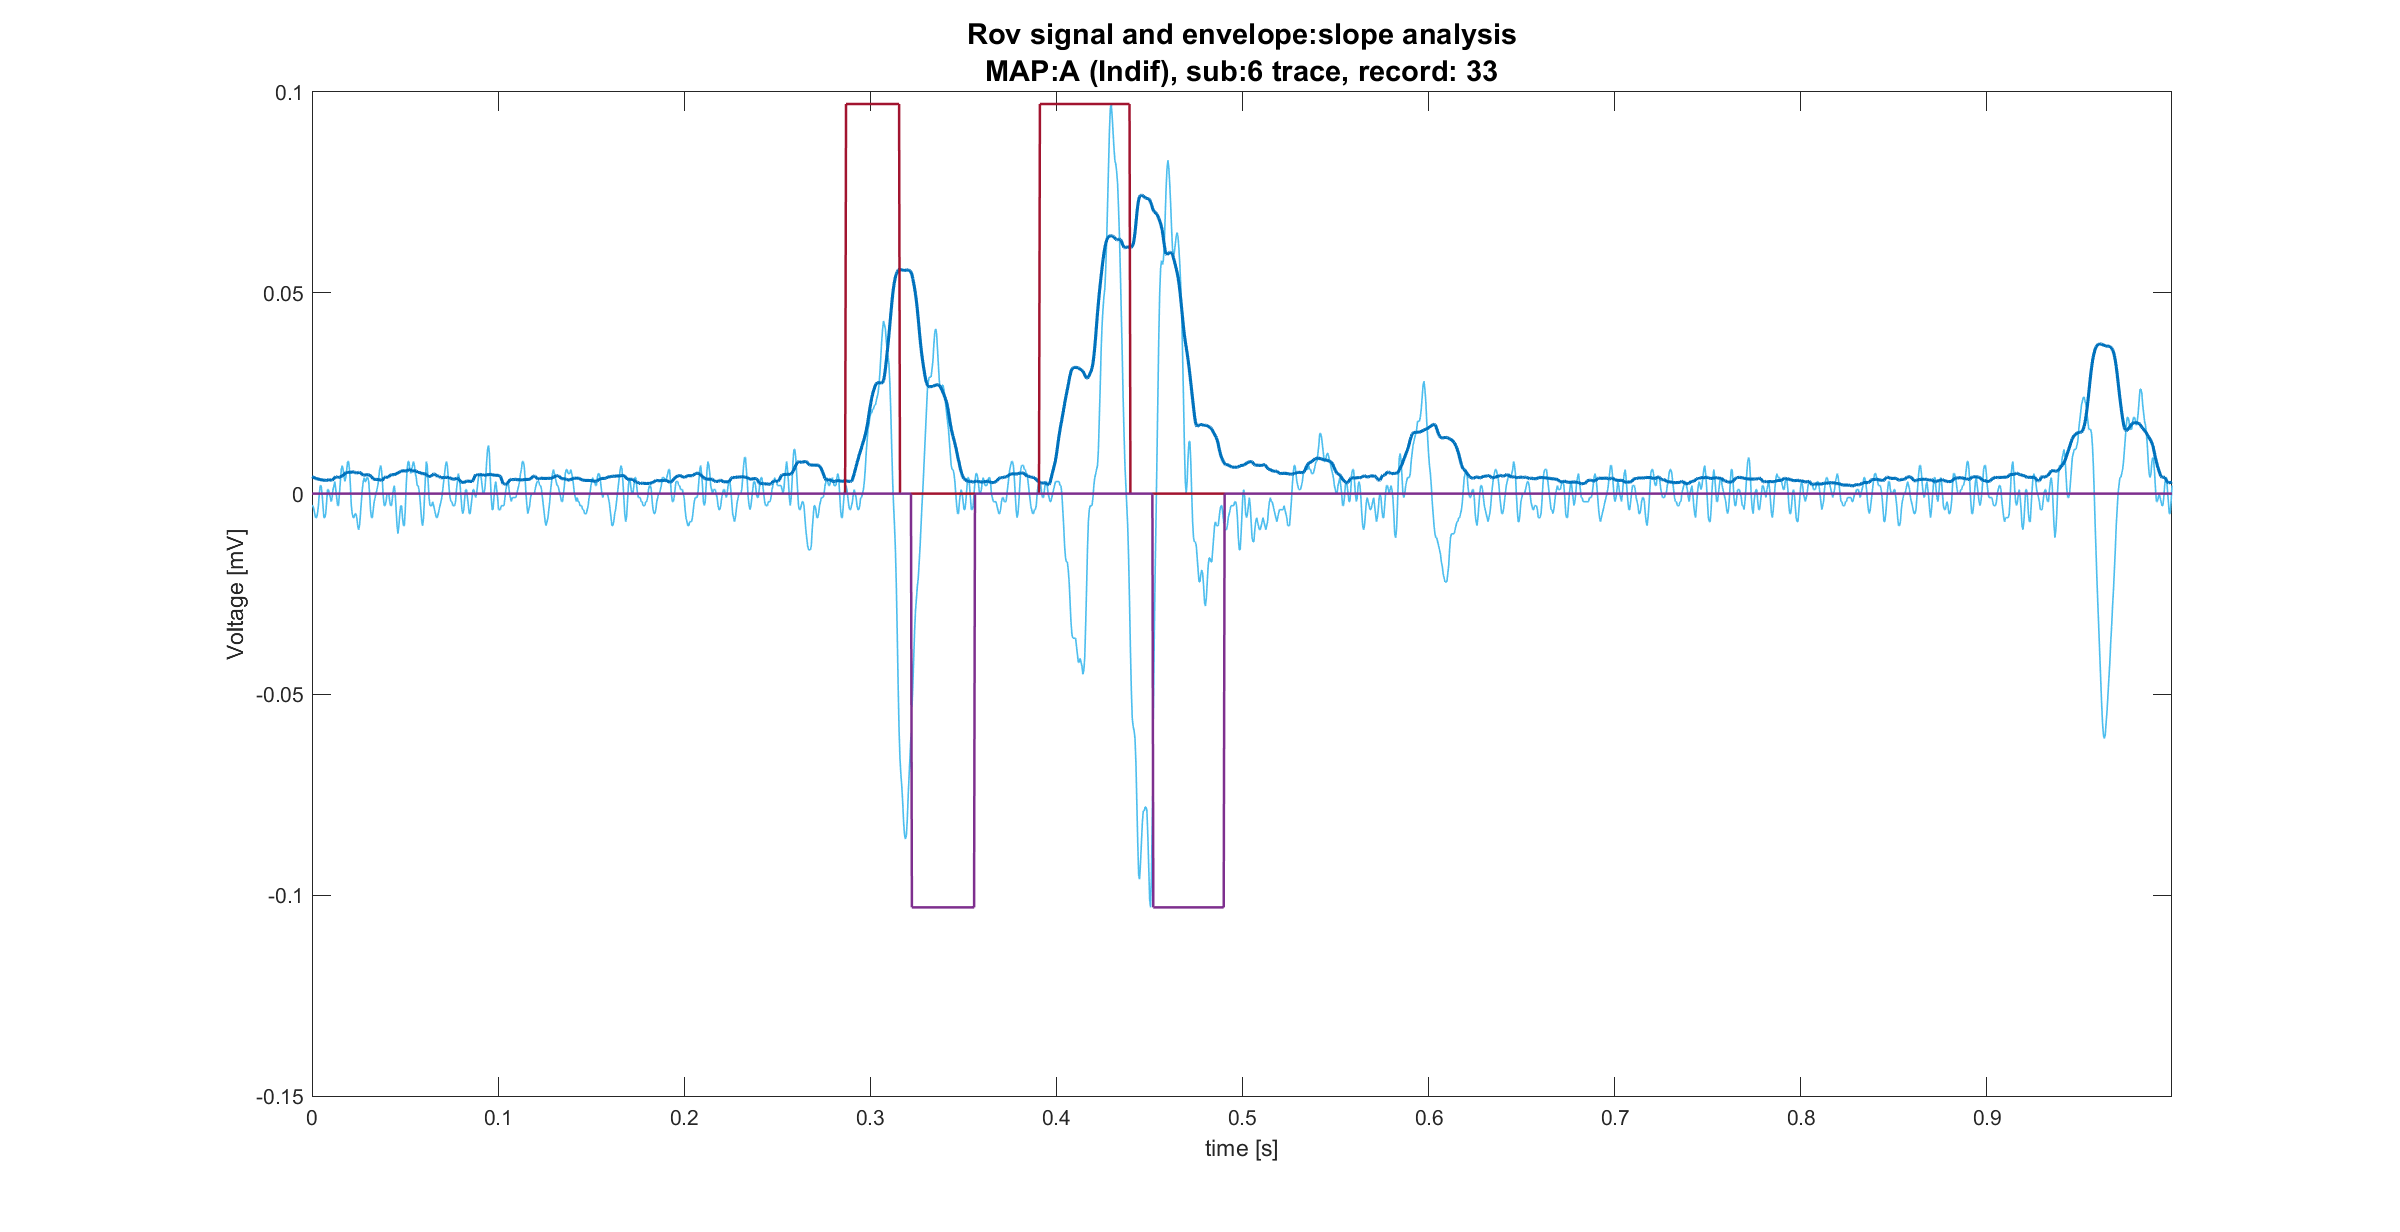 Rov signal and envelope:slope analysis
MAP:A (Indif), sub:6 trace, record: 33
0.1
0.05
0
-0.05
-0.1
-0.15
Voltage [mV]
0 0.1 0.2 0.3 0.4 0.5 0.6 0.7 0.8 0.9
time [s]